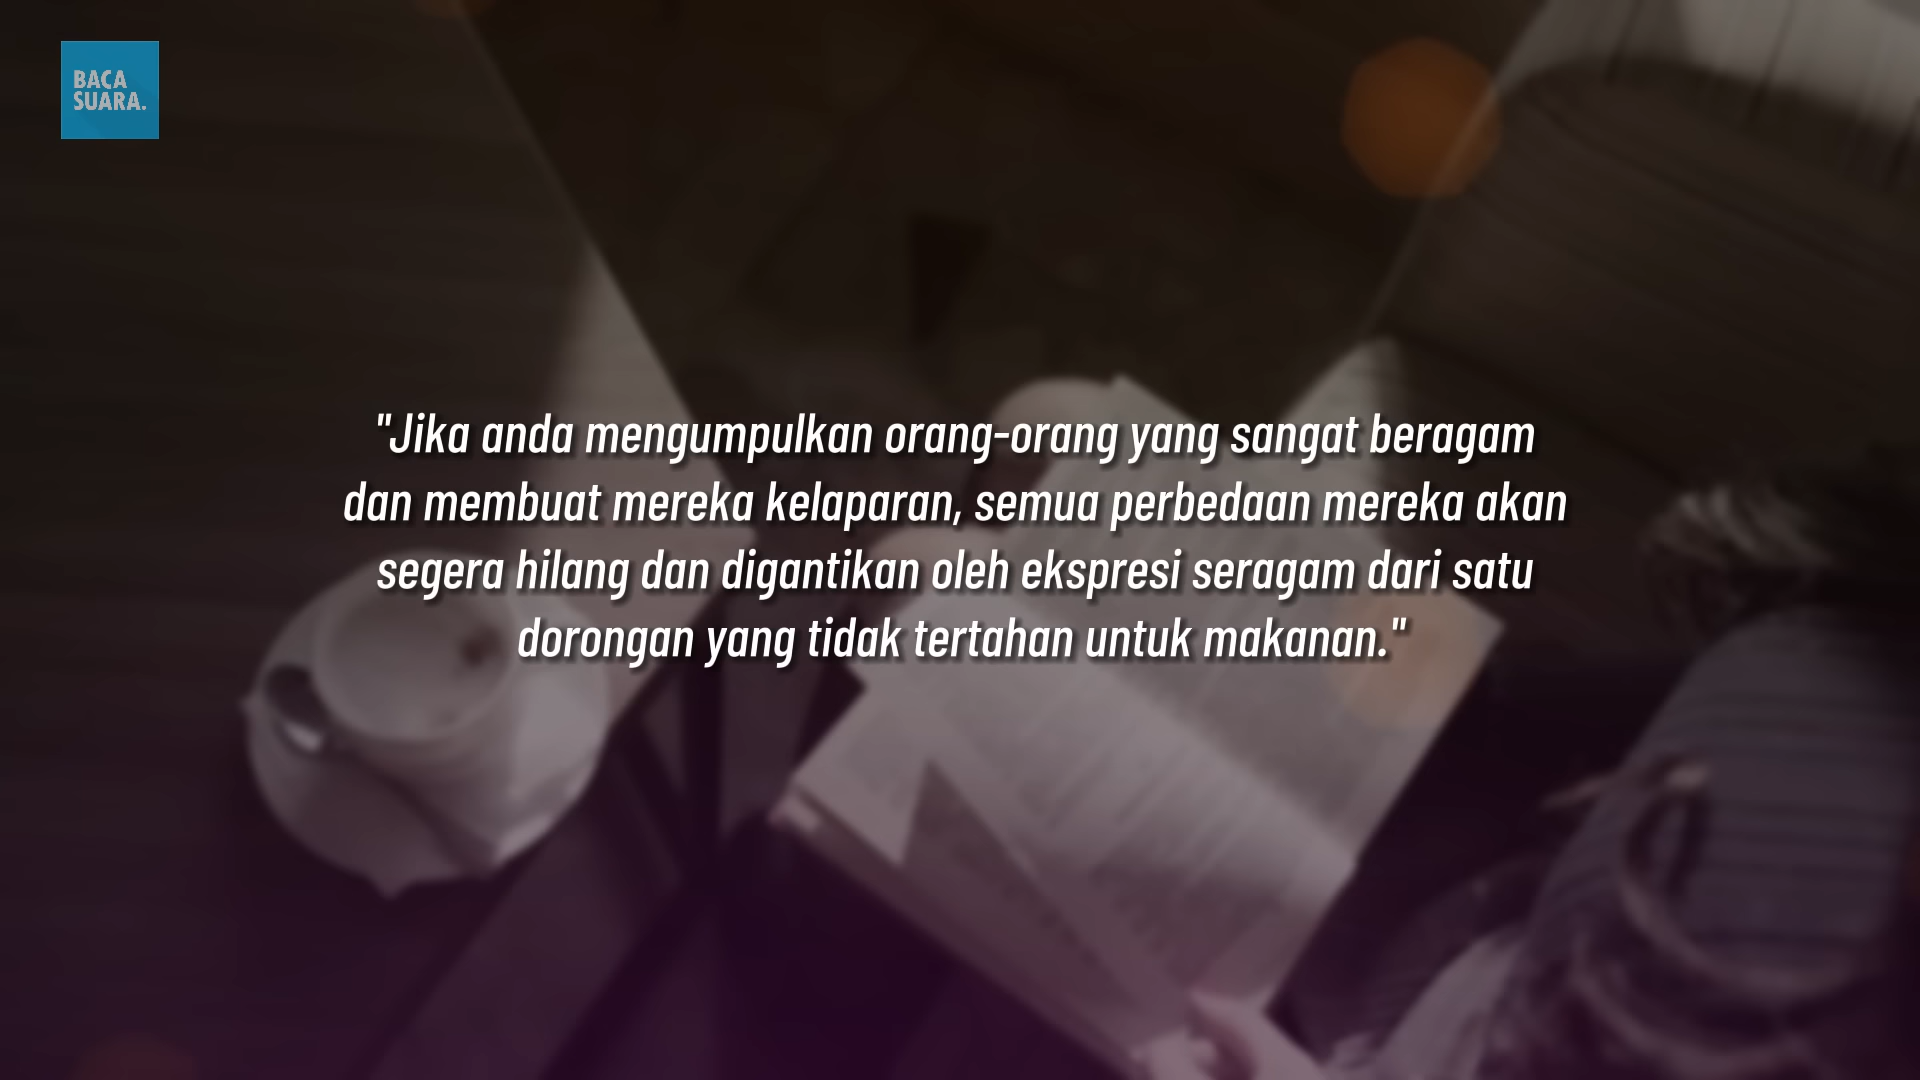 BACA
SUARA.
"Jika anda mengumpulkan orang-orang yang sangat beragam
dan membuat mereka kelaparan, semua perbedaan mereka akan
segera hilang dan digantikan oleh ekspresi seragam dari satu
dorongan yang tidak tertahan untuk makanan."